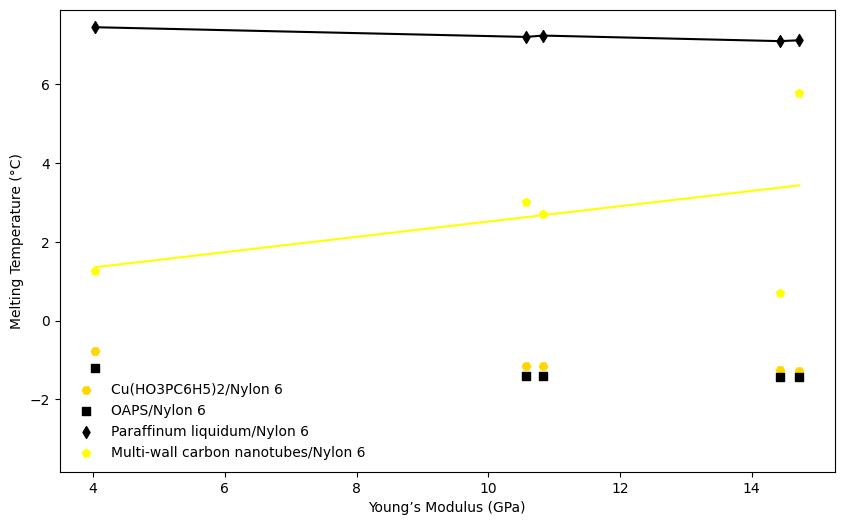 6
4
2
0
−2
Melting Temperature (°C)
Cu(HO3PC6H5)2/Nylon 6
OAPS/Nylon 6
Paraffinum liquidum/Nylon 6
Multi-wall carbon nanotubes/Nylon 6
4 6 8 10 12 14
Young’s Modulus (GPa)